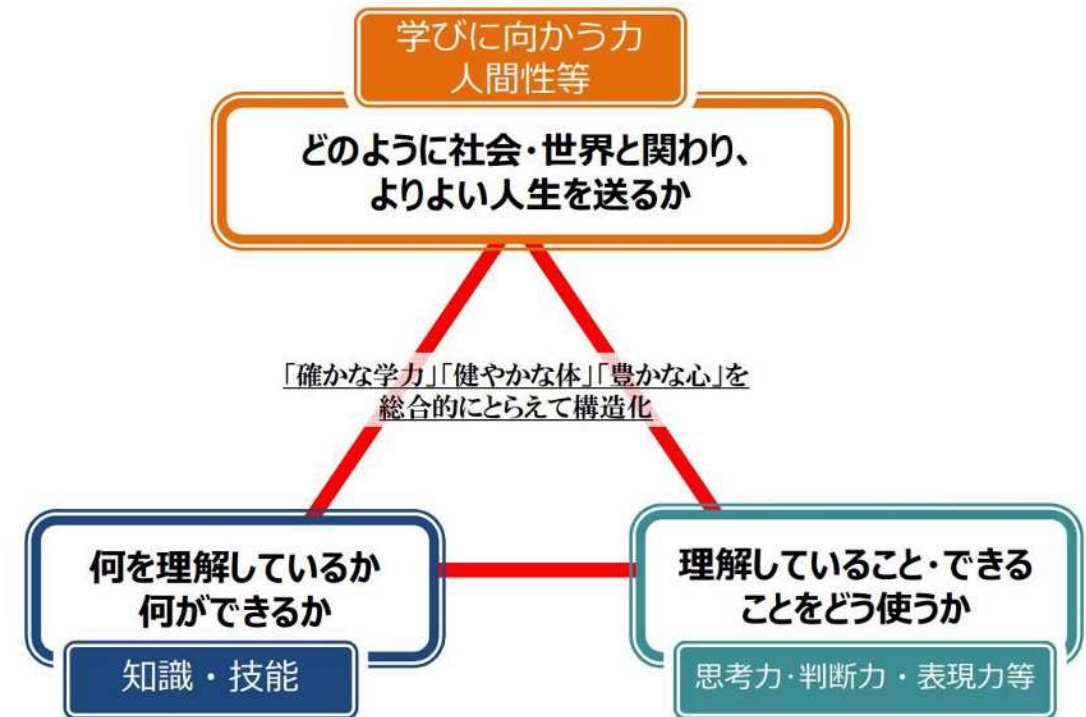 学びに向かう力
人間性等
どのように社会・世界と関わり、
よりよい人生を送るか
「確かな学力」「健やかな体」「豊かな心」を
総合的にとらえて構造化
何を理解しているか
何ができるか
知識・技能
理解していること・できる
ことをどう使うか
思考力・判断力・表現力等